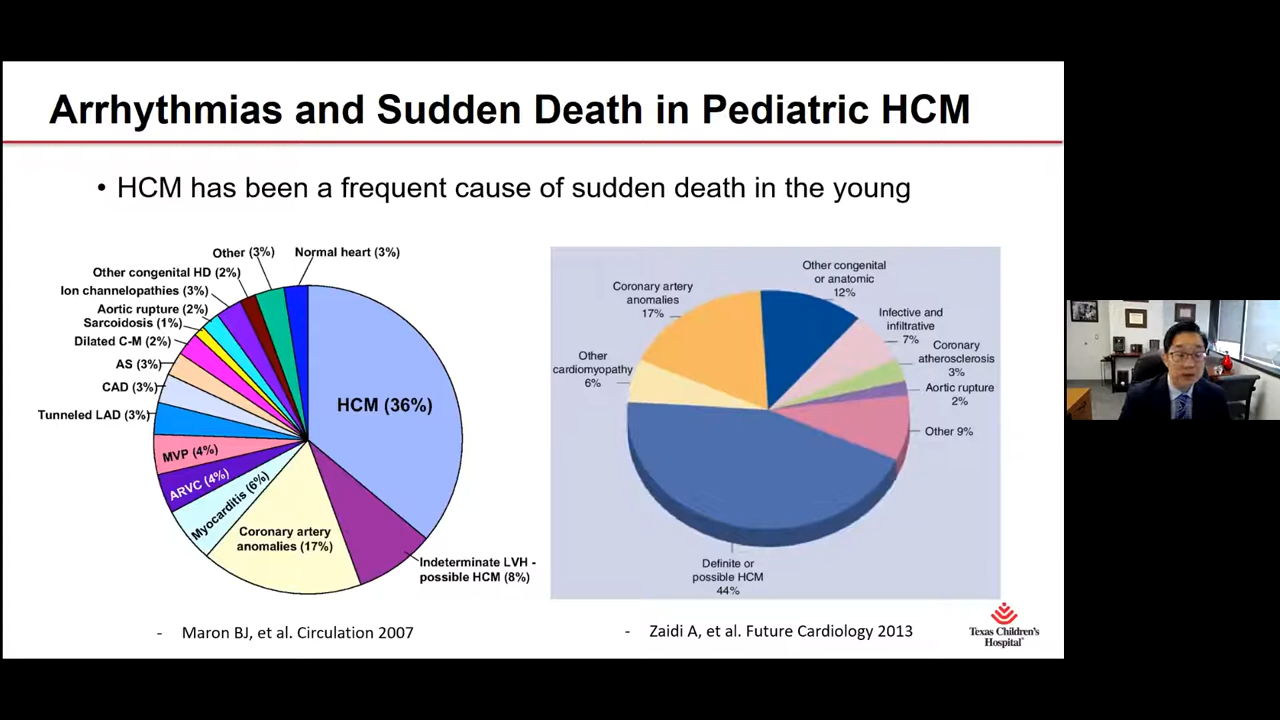 Arrhythmias and Sudden Death in Pediatric HCM
• HCM has been a frequent cause of sudden death in the young
Other (3%)
Normal heart (3%)
Other congenital HD (2%)
Ion channelopathies (3%)
Aortic rupture (2%)
Sarcoidosis (1%)
Dilated C-M (2%)
AS (3%)
CAD (3%)
Tunneled LAD (3%)
MVP (4%)
ARVC (4%)
Myocarditis (6%)
Coronary artery
anomalies (17%)
HCM (36%)
Indeterminate LVH -
possible HCM (8%)
- Maron BJ, et al. Circulation 2007
Other congenital
or anatomic
12%
Coronary artery
anomalies
17%
Infective and
infiltrative
7%
Coronary
atherosclerosis
3%
Other
cardiomyopathy
6%
Aortic rupture
2%
Other 9%
Definite or
possible HCM
44%
- Zaidi A, et al. Future Cardiology 2013
Texas Children's
Hospital